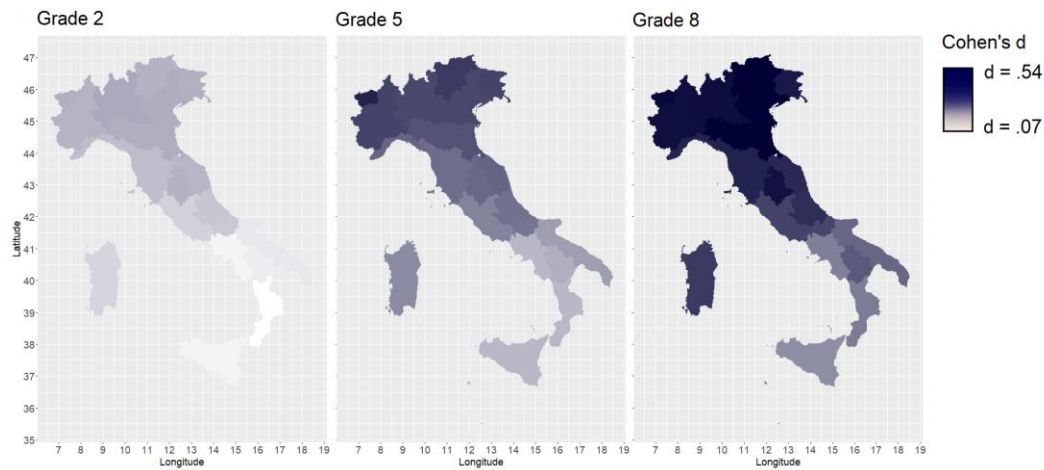 Grade 2
Grade 5
Grade 8
Cohen's d
d = .54
d = .07
Latitude
47
46
45
44
43
42
41
40
39
38
37
36
35
7 8 9 10 11 12 13 14 15 16 17 18 19
7 8 9 10 11 12 13 14 15 16 17 18 19
7 8 9 10 11 12 13 14 15 16 17 18 19
Longitude
Longitude
Longitude